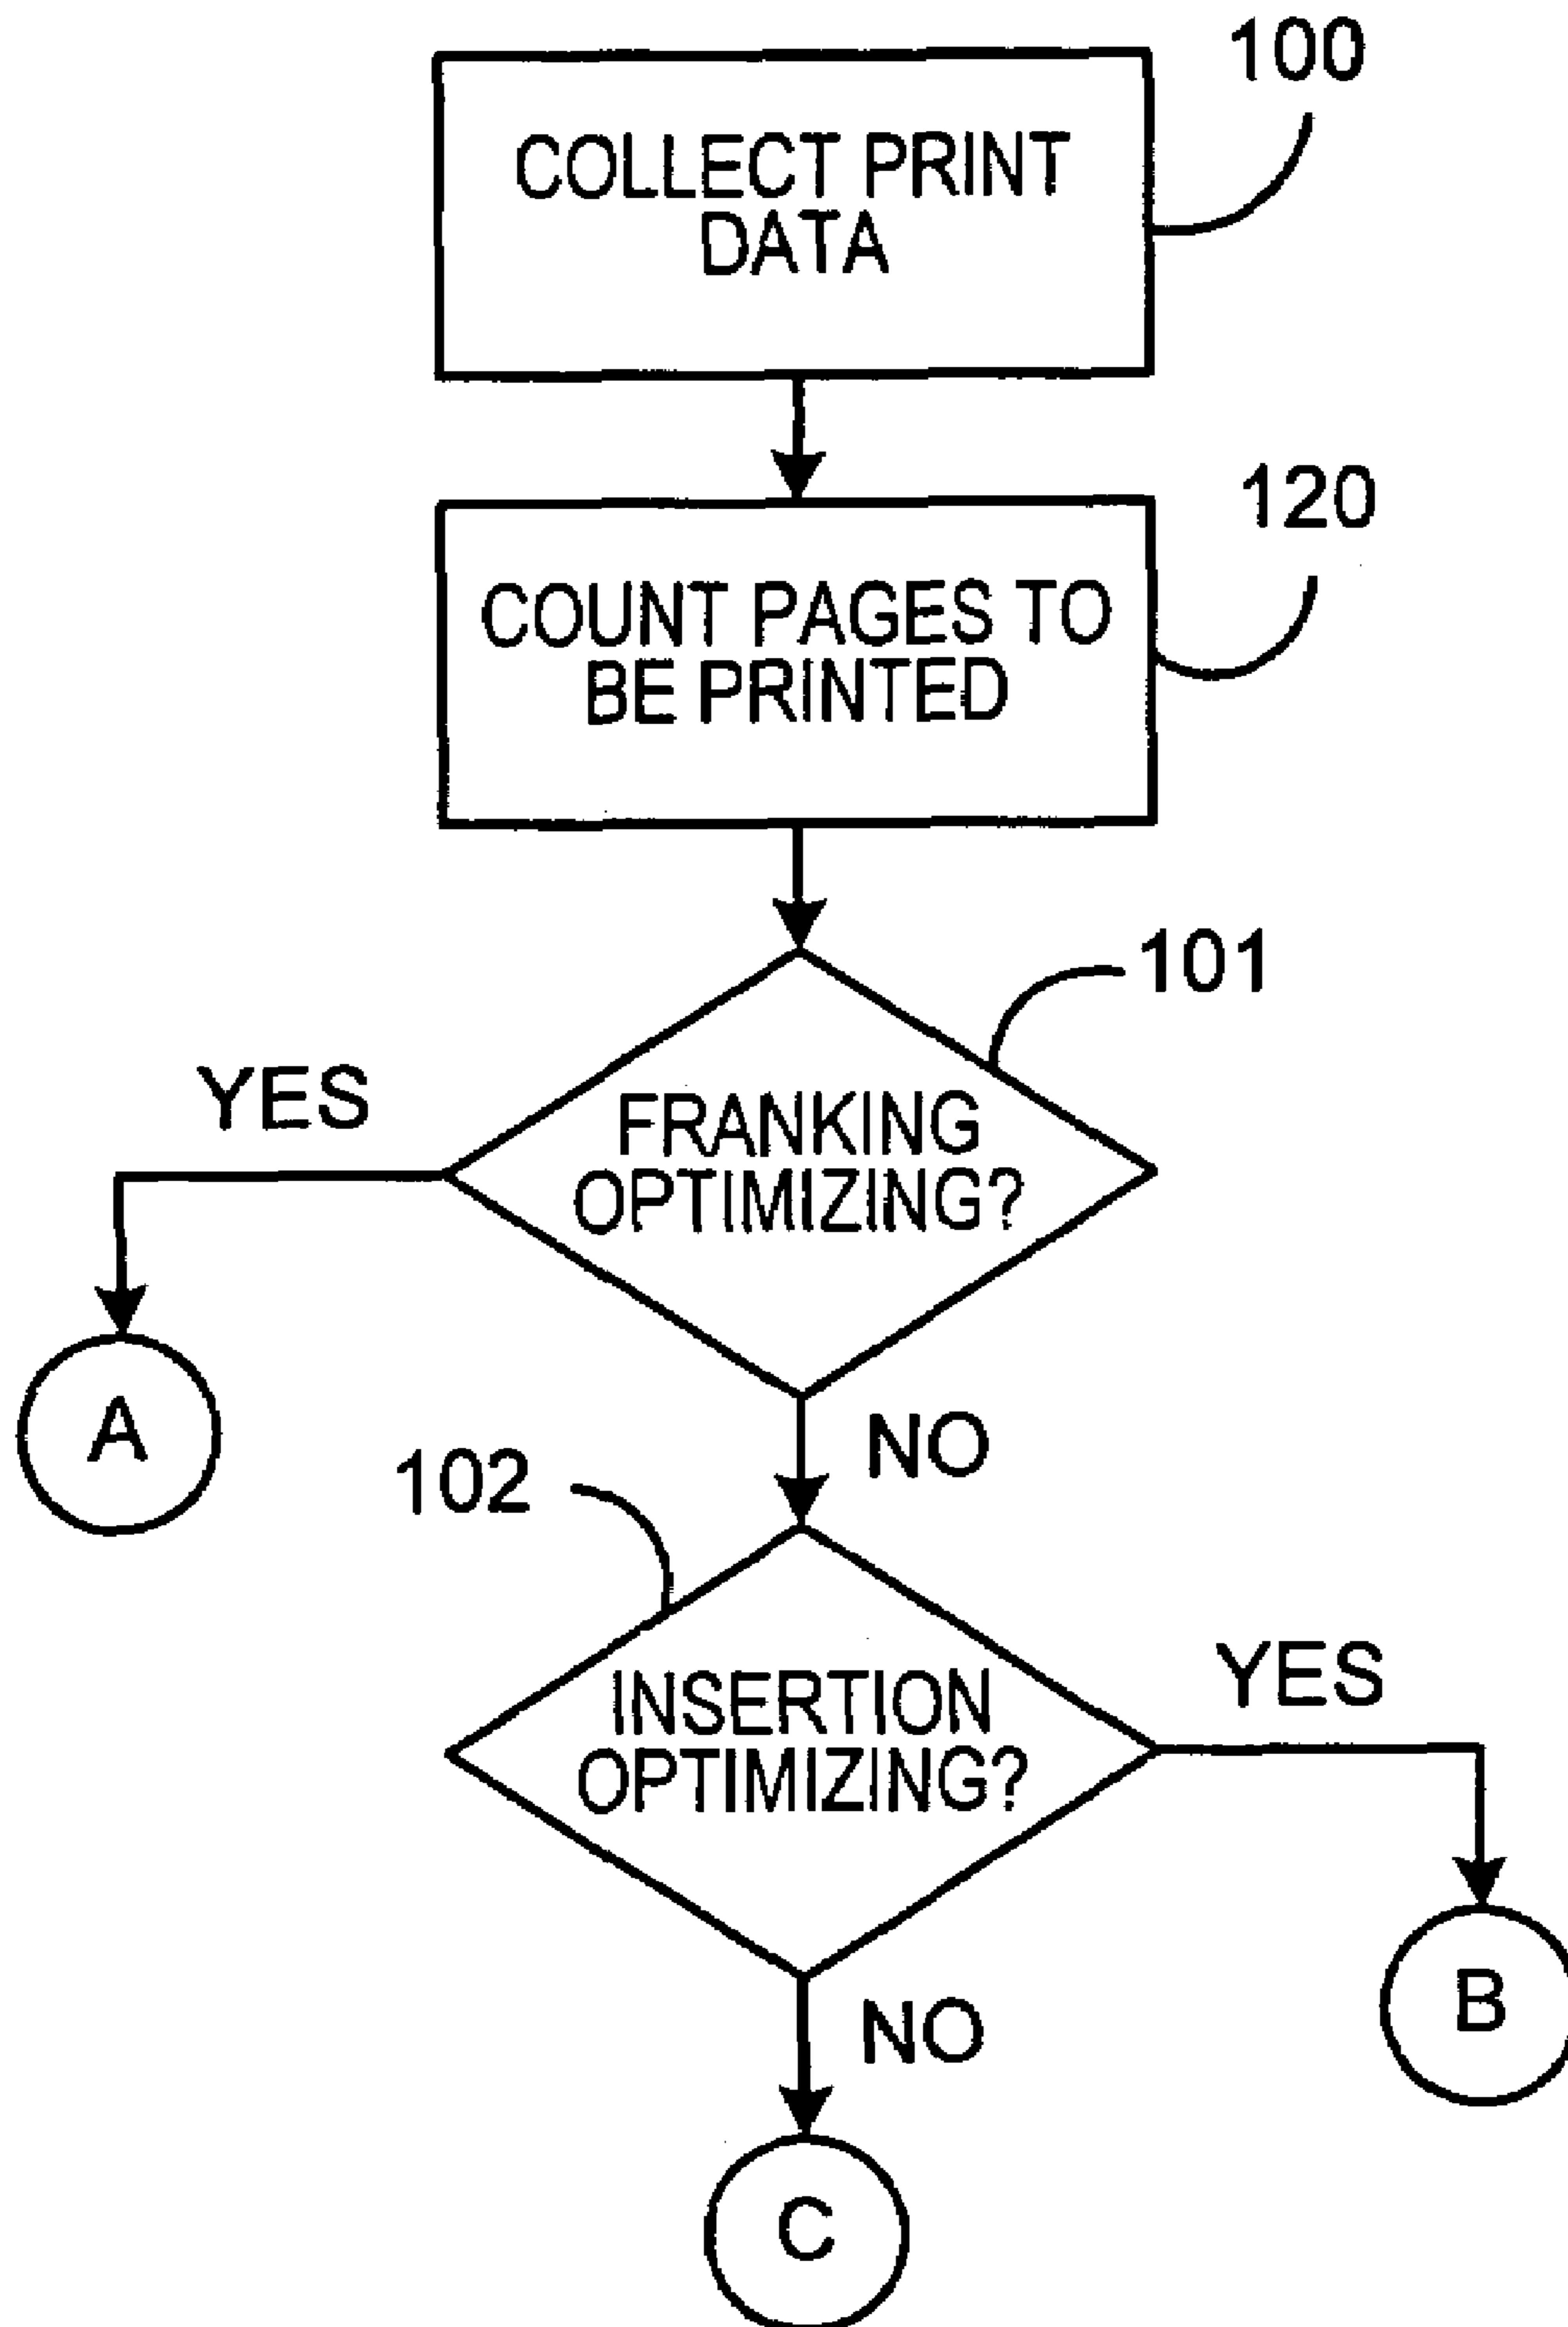 100
COLLECT PRINT
DATA
120
COUNT PAGES TO
BE PRINTED
101
YES
FRANKING
OPTIMIZING?
A
NO
102
INSERTION
OPTIMIZING?
YES
B
NO
C